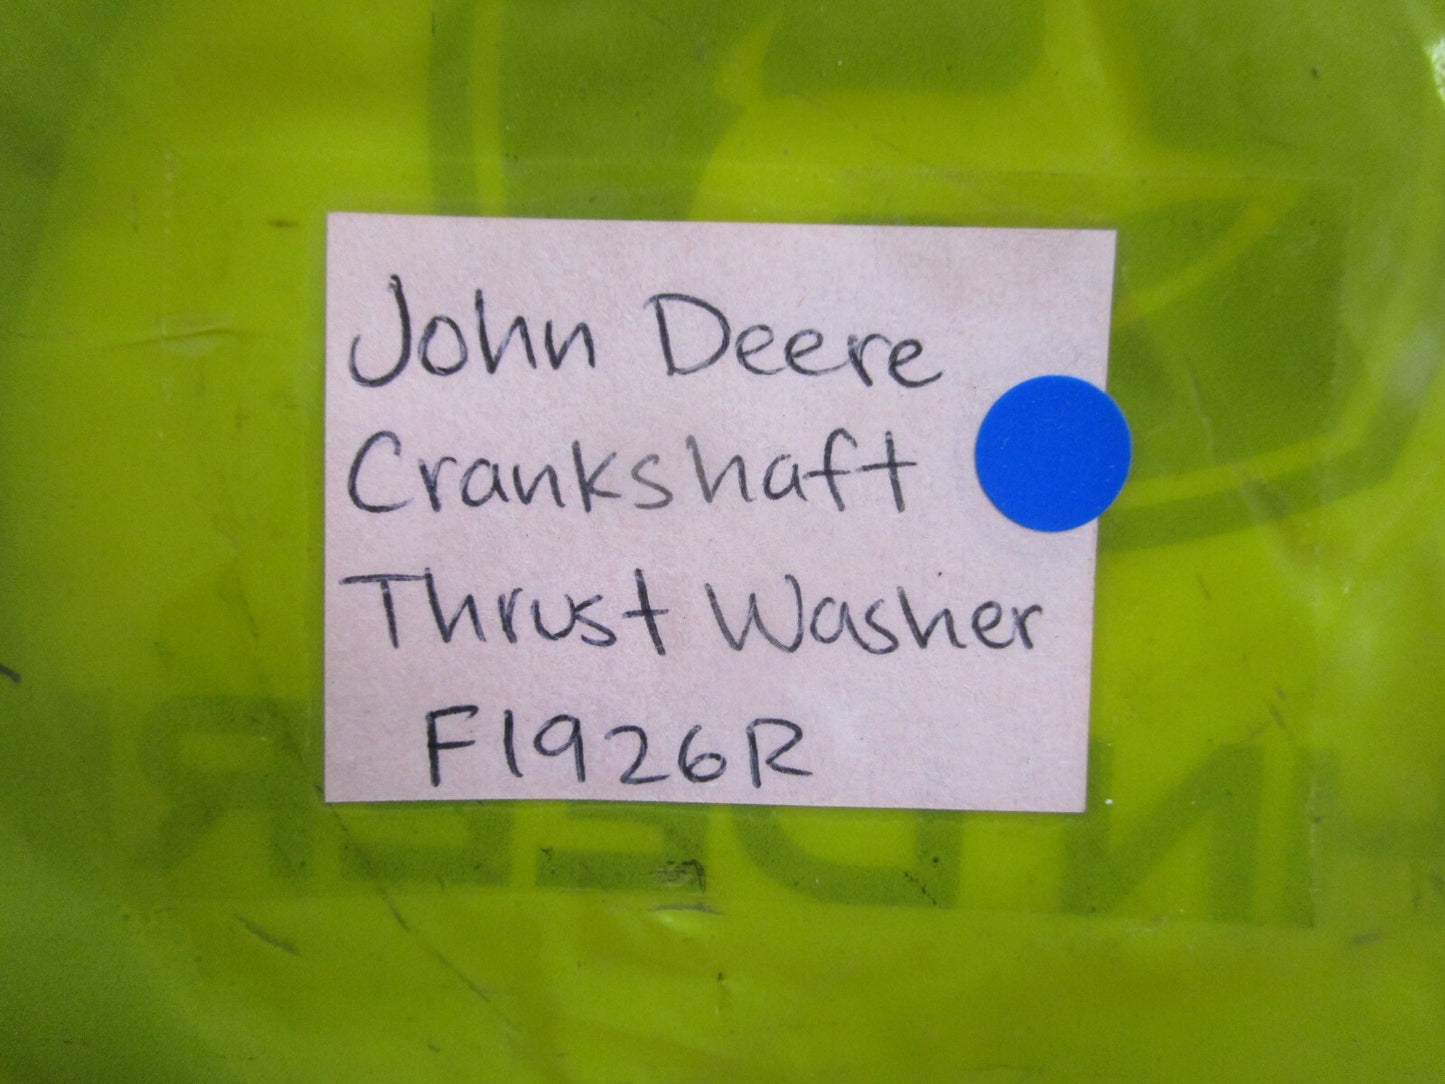 John Deere
Crankshaft
Thrust Washer
F1926R